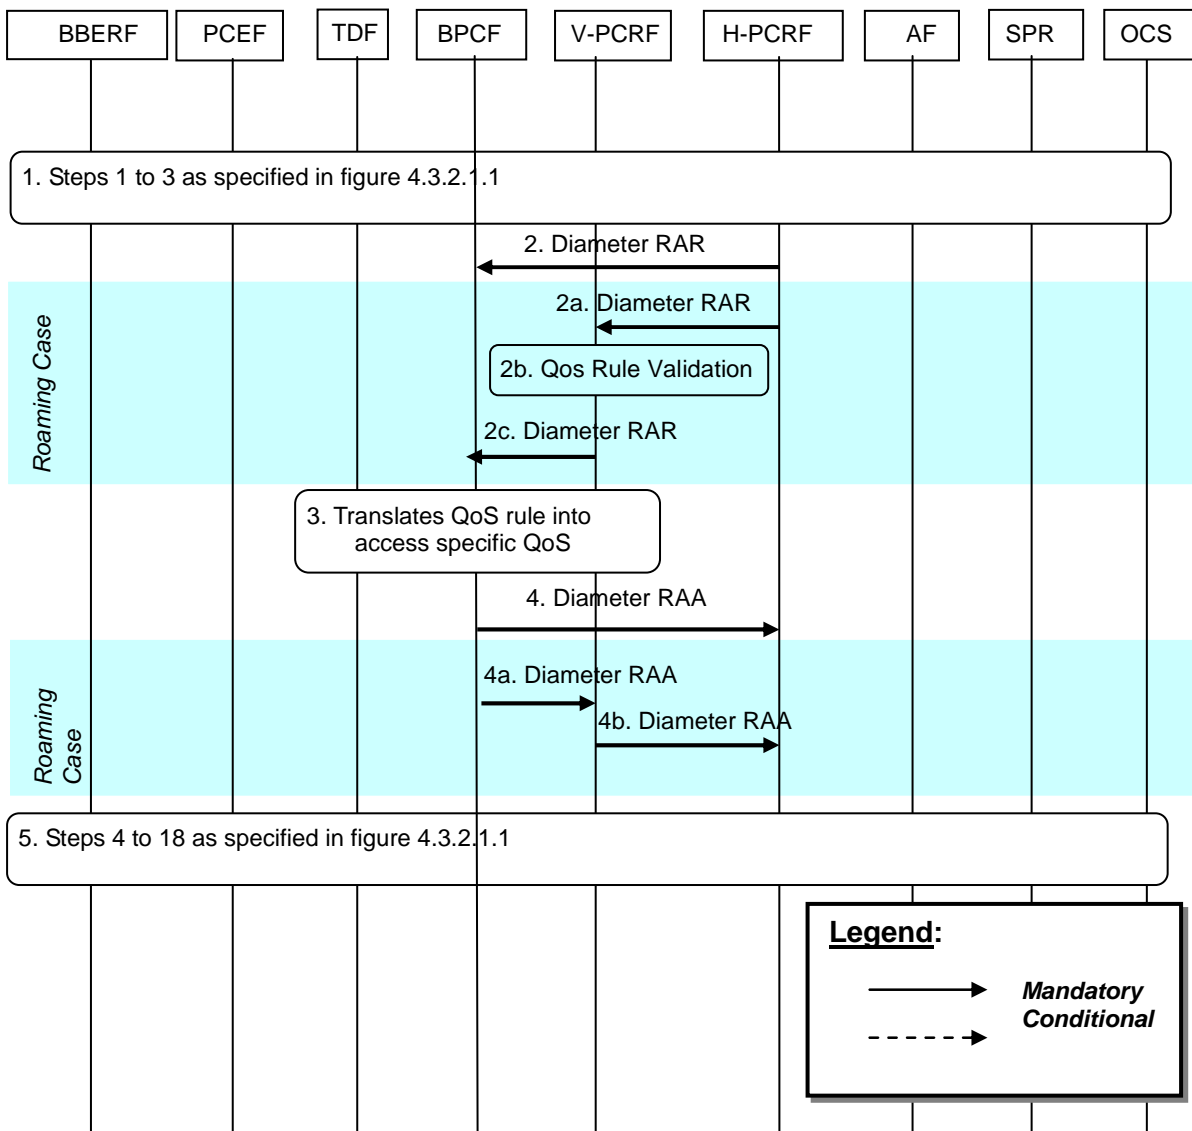 BBERF PCEF TDF BPCF V-PCRF H-PCRF AF SPR OCS
1. Steps 1 to 3 as specified in figure 4.3.2.1.1
2. Diameter RAR
Roaming Case
2a. Diameter RAR
2b. Qos Rule Validation
2c. Diameter RAR
3. Translates QoS rule into
access specific QoS
4. Diameter RAA
Roaming
Case
4a. Diameter RAA
4b. Diameter RAA
5. Steps 4 to 18 as specified in figure 4.3.2.1.1
Legend:
Mandatory
Conditional